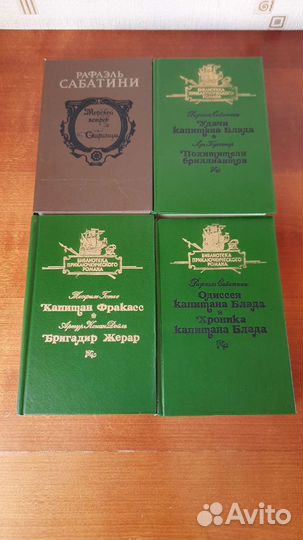 РАФАЭЛЬ
САБАТИНИ
Морской
ястреб
Скарамуш
БИБЛИОТЕКА
ПРИКЛЮЧЕНЧЕСКОГО
РОМАНА
Рафаэль Сабатини
Удачи
капитана Блада
Луи Буссенар
Похитители
бриллиантов
БИБЛИОТЕКА
ПРИКЛЮЧЕНЧЕСКОГО
РОМАНА
Теофиль Готье
Капитан Фракасс
Артур Конан Дойль
Бригадир Жерар
БИБЛИОТЕКА
ПРИКЛЮЧЕНЧЕСКОГО
РОМАНА
Рафаэль Сабатини
Одиссея
капитана Блада
Хроника
капитана Блада
Avito